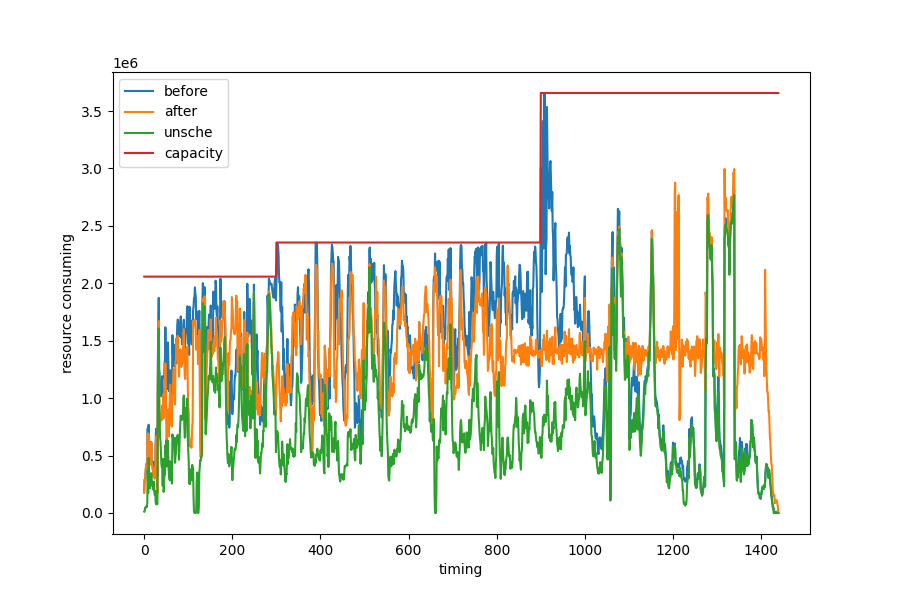 1e6
before
after
unsche
capacity
3.5
3.0
2.5
2.0
1.5
1.0
0.5
0.0
resource consuming
0 200 400 600 800 1000 1200 1400
timing